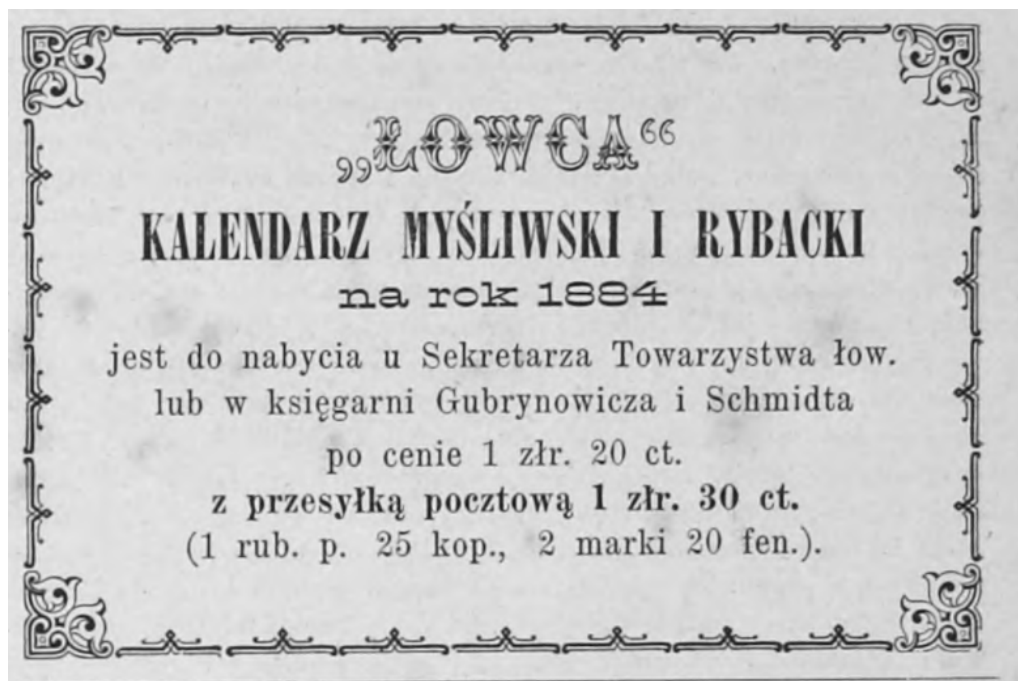 „ŁOWCA“
KALENDARZ MYŚLIWSKI I RYBACKI
na rok 1884
jest do nabycia u Sekretarza Towarzystwa łow.
lub w księgarni Gubrynowicza i Schmidta
po cenie 1 złr. 20 ct.
z przesyłką pocztową 1 złr. 30 ct.
(1 rub. p. 25 kop., 2 marki 20 fen.).